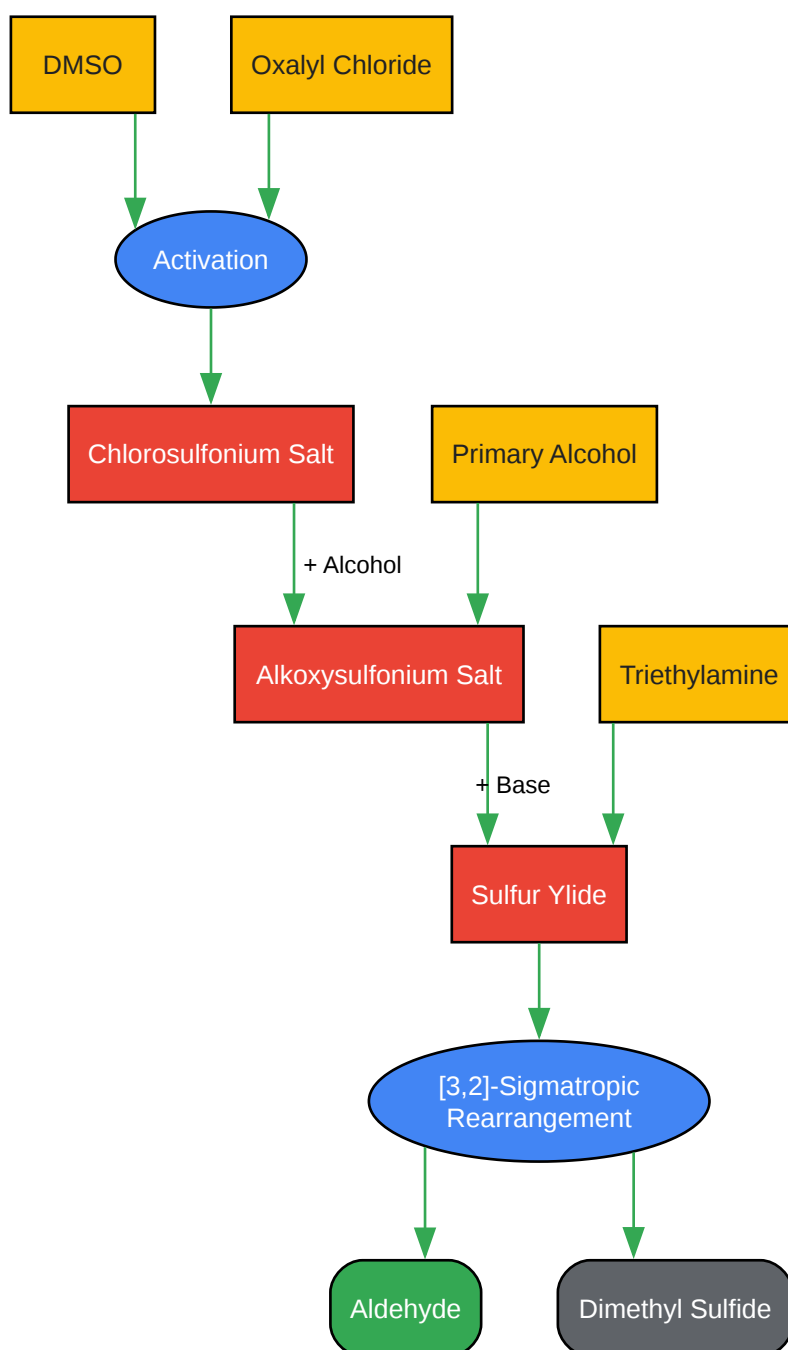 DMSO
Oxalyl Chloride
Activation
Chlorosulfonium Salt
Primary Alcohol
+ Alcohol
Alkoxysulfonium Salt
Triethylamine
+ Base
Sulfur Ylide
[3,2]-Sigmatropic
Rearrangement
Aldehyde
Dimethyl Sulfide